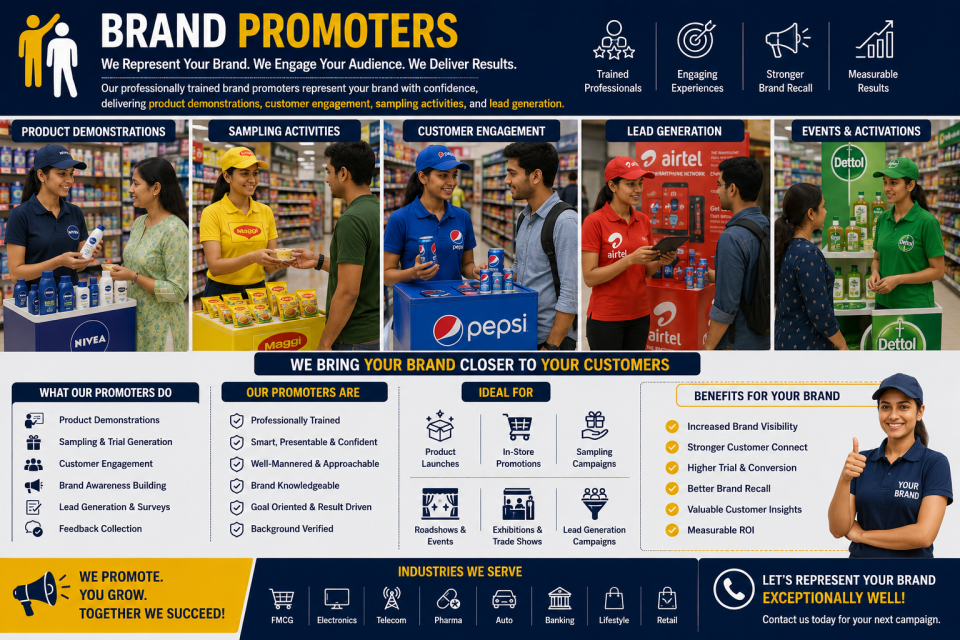 BRAND PROMOTERS
We Represent Your Brand. We Engage Your Audience. We Deliver Results.
Our professionally trained brand promoters represent your brand with confidence,
delivering product demonstrations, customer engagement, sampling activities, and lead generation.
Trained
Professionals
Engaging
Experiences
Stronger
Brand Recall
Measurable
Results
PRODUCT DEMONSTRATIONS
NIVEA
NIVEA
NIVEA
SAMPLING ACTIVITIES
Maggi
Maggi
CUSTOMER ENGAGEMENT
pepsi
pepsi
pepsi
LEAD GENERATION
airtel
airtel
airtel
EVENTS & ACTIVATIONS
Dettol
Dettol
Dettol
WE BRING YOUR BRAND CLOSER TO YOUR CUSTOMERS
WHAT OUR PROMOTERS DO
Product Demonstrations
Sampling & Trial Generation
Customer Engagement
Brand Awareness Building
Lead Generation & Surveys
Feedback Collection
OUR PROMOTERS ARE
Professionally Trained
Smart, Presentable & Confident
Well-Mannered & Approachable
Brand Knowledgeable
Goal Oriented & Result Driven
Background Verified
IDEAL FOR
Product
Launches
In-Store
Promotions
Sampling
Campaigns
Roadshows &
Events
Exhibitions &
Trade Shows
Lead Generation
Campaigns
BENEFITS FOR YOUR BRAND
Increased Brand Visibility
Stronger Customer Connect
Higher Trial & Conversion
Better Brand Recall
Valuable Customer Insights
Measurable ROI
YOUR
BRAND
WE PROMOTE.
YOU GROW.
TOGETHER WE SUCCEED!
INDUSTRIES WE SERVE
FMCG
Electronics
Telecom
Pharma
Auto
Banking
Lifestyle
Retail
LET'S REPRESENT YOUR BRAND
EXCEPTIONALLY WELL!
Contact us today for your next campaign.